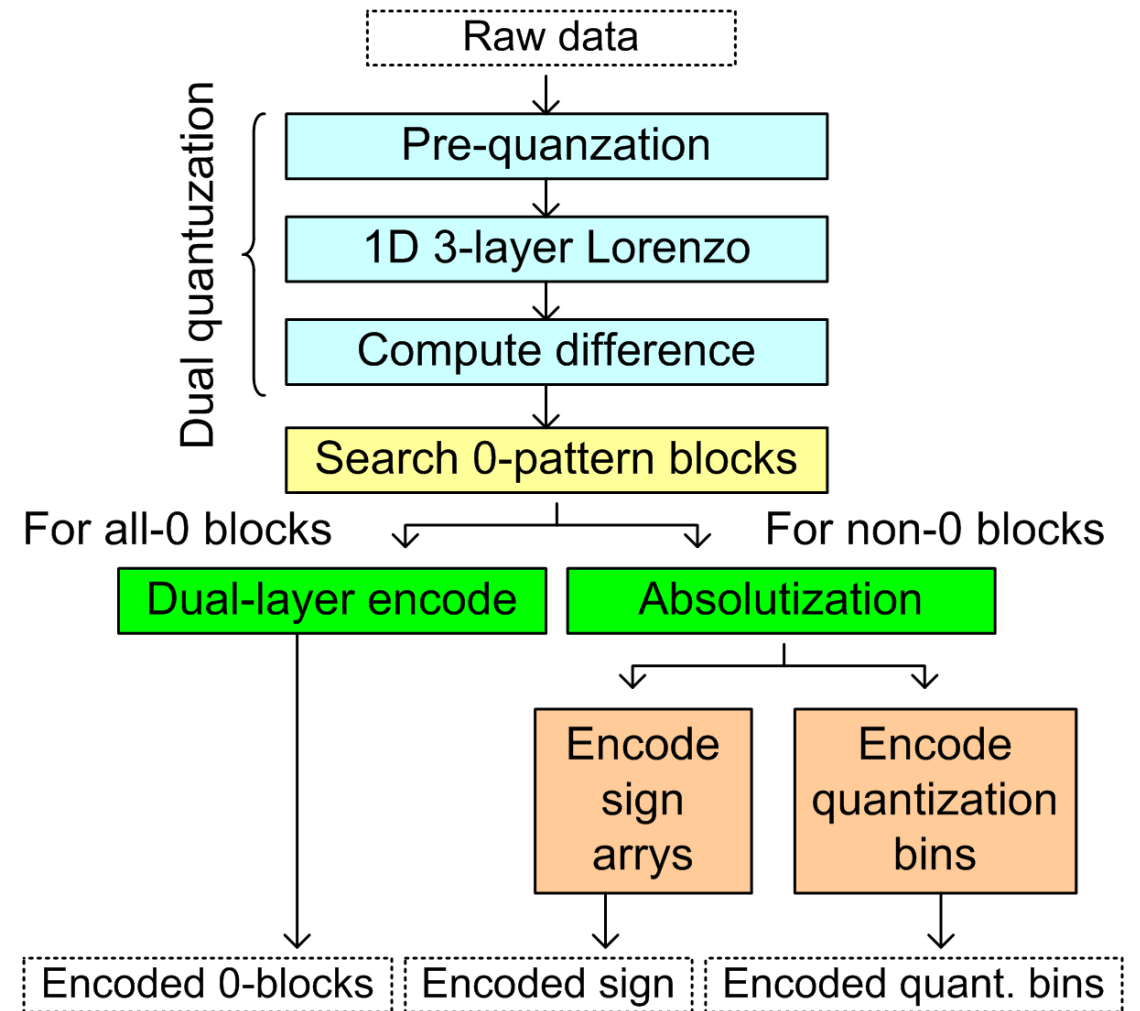 Raw data
Dual quantuzation
Pre-quanzation
1D 3-layer Lorenzo
Compute difference
Search 0-pattern blocks
For all-0 blocks
For non-0 blocks
Dual-layer encode
Absolutization
Encode
sign
arrys
Encode
quantization
bins
Encoded 0-blocks
Encoded sign
Encoded quant. bins